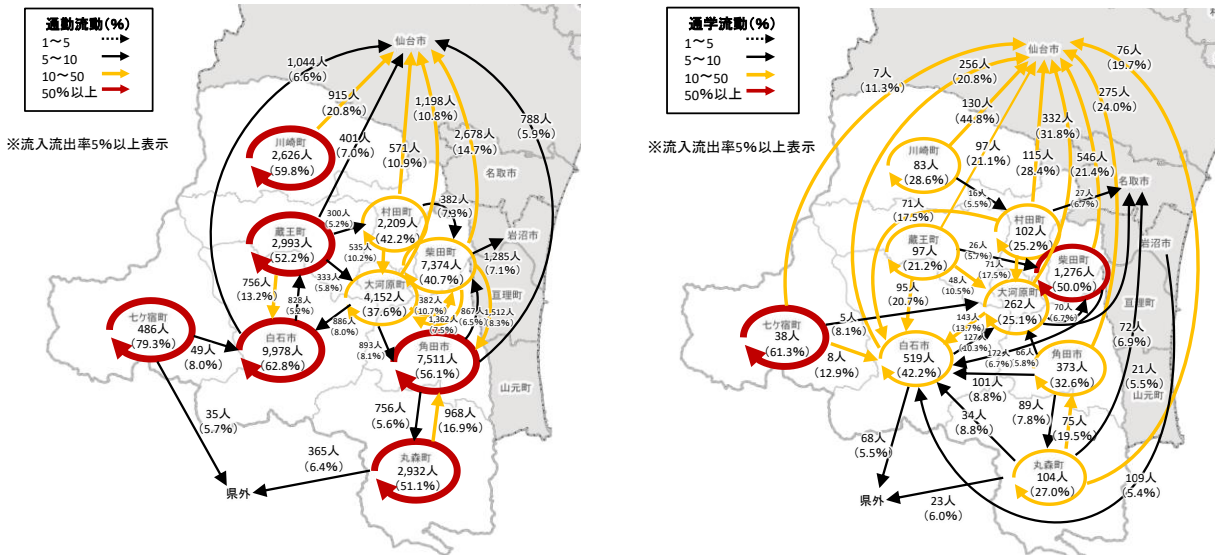 通勤流動(%)
1～5
5～10
10～50
50%以上
※流入流出率5%以上表示
仙台市
1,044人
(6.6%)
915人
(20.8%)
401人
(7.0%)
571人
(10.9%)
1,198人
(10.8%)
2,678人
(14.7%)
788人
(5.9%)
川崎町
2,626人
(59.8%)
名取市
382人
(7.3%)
村田町
2,209人
(42.2%)
300人
(5.2%)
蔵王町
2,993人
(52.2%)
岩沼市
1,285人
(7.1%)
535人
(10.2%)
柴田町
7,374人
(40.7%)
333人
(5.8%)
大河原町
4,152人
(37.6%)
亘理町
756人
(13.2%)
828人
(5.2%)
382人
(10.7%)
1,362人
(7.5%)
867人
(6.5%)
1,512人
(8.3%)
七ケ宿町
486人
(79.3%)
886人
(8.0%)
893人
(8.1%)
49人
(8.0%)
白石市
9,978人
(62.8%)
角田市
7,511人
(56.1%)
山元町
756人
(5.6%)
968人
(16.9%)
35人
(5.7%)
365人
(6.4%)
丸森町
2,932人
(51.1%)
県外
通学流動(%)
1～5
5～10
10～50
50%以上
※流入流出率5%以上表示
仙台市
7人
(11.3%)
256人
(20.8%)
130人
(44.8%)
97人
(21.1%)
115人
(28.4%)
332人
(31.8%)
546人
(21.4%)
275人
(24.0%)
76人
(19.7%)
川崎町
83人
(28.6%)
16人
(5.5%)
27人
(6.7%)
名取市
71人
(17.5%)
村田町
102人
(25.2%)
蔵王町
97人
(21.2%)
26人
(5.7%)
71人
(17.5%)
柴田町
1,276人
(50.0%)
岩沼市
48人
(10.5%)
大河原町
262人
(25.1%)
70人
(6.7%)
亘理町
95人
(20.7%)
5人
(8.1%)
143人
(13.7%)
127人
(10.3%)
七ケ宿町
38人
(61.3%)
8人
(12.9%)
白石市
519人
(42.2%)
172人
(6.7%)
66人
(5.8%)
角田市
373人
(32.6%)
72人
(6.9%)
21人
(5.5%)
山元町
101人
(8.8%)
34人
(8.8%)
89人
(7.8%)
75人
(19.5%)
68人
(5.5%)
丸森町
104人
(27.0%)
109人
(5.4%)
県外
23人
(6.0%)